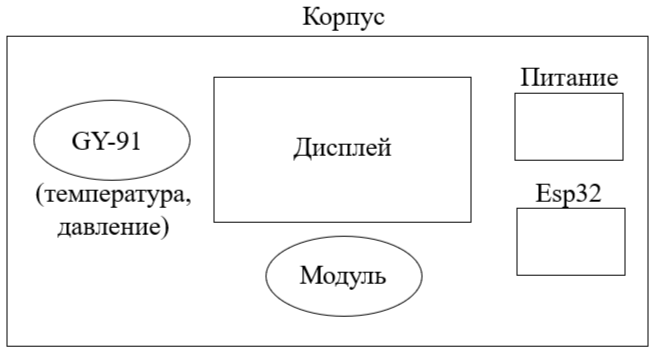 Корпус
Питание
GY-91
Дисплей
(температура,
давление)
Esp32
Модуль